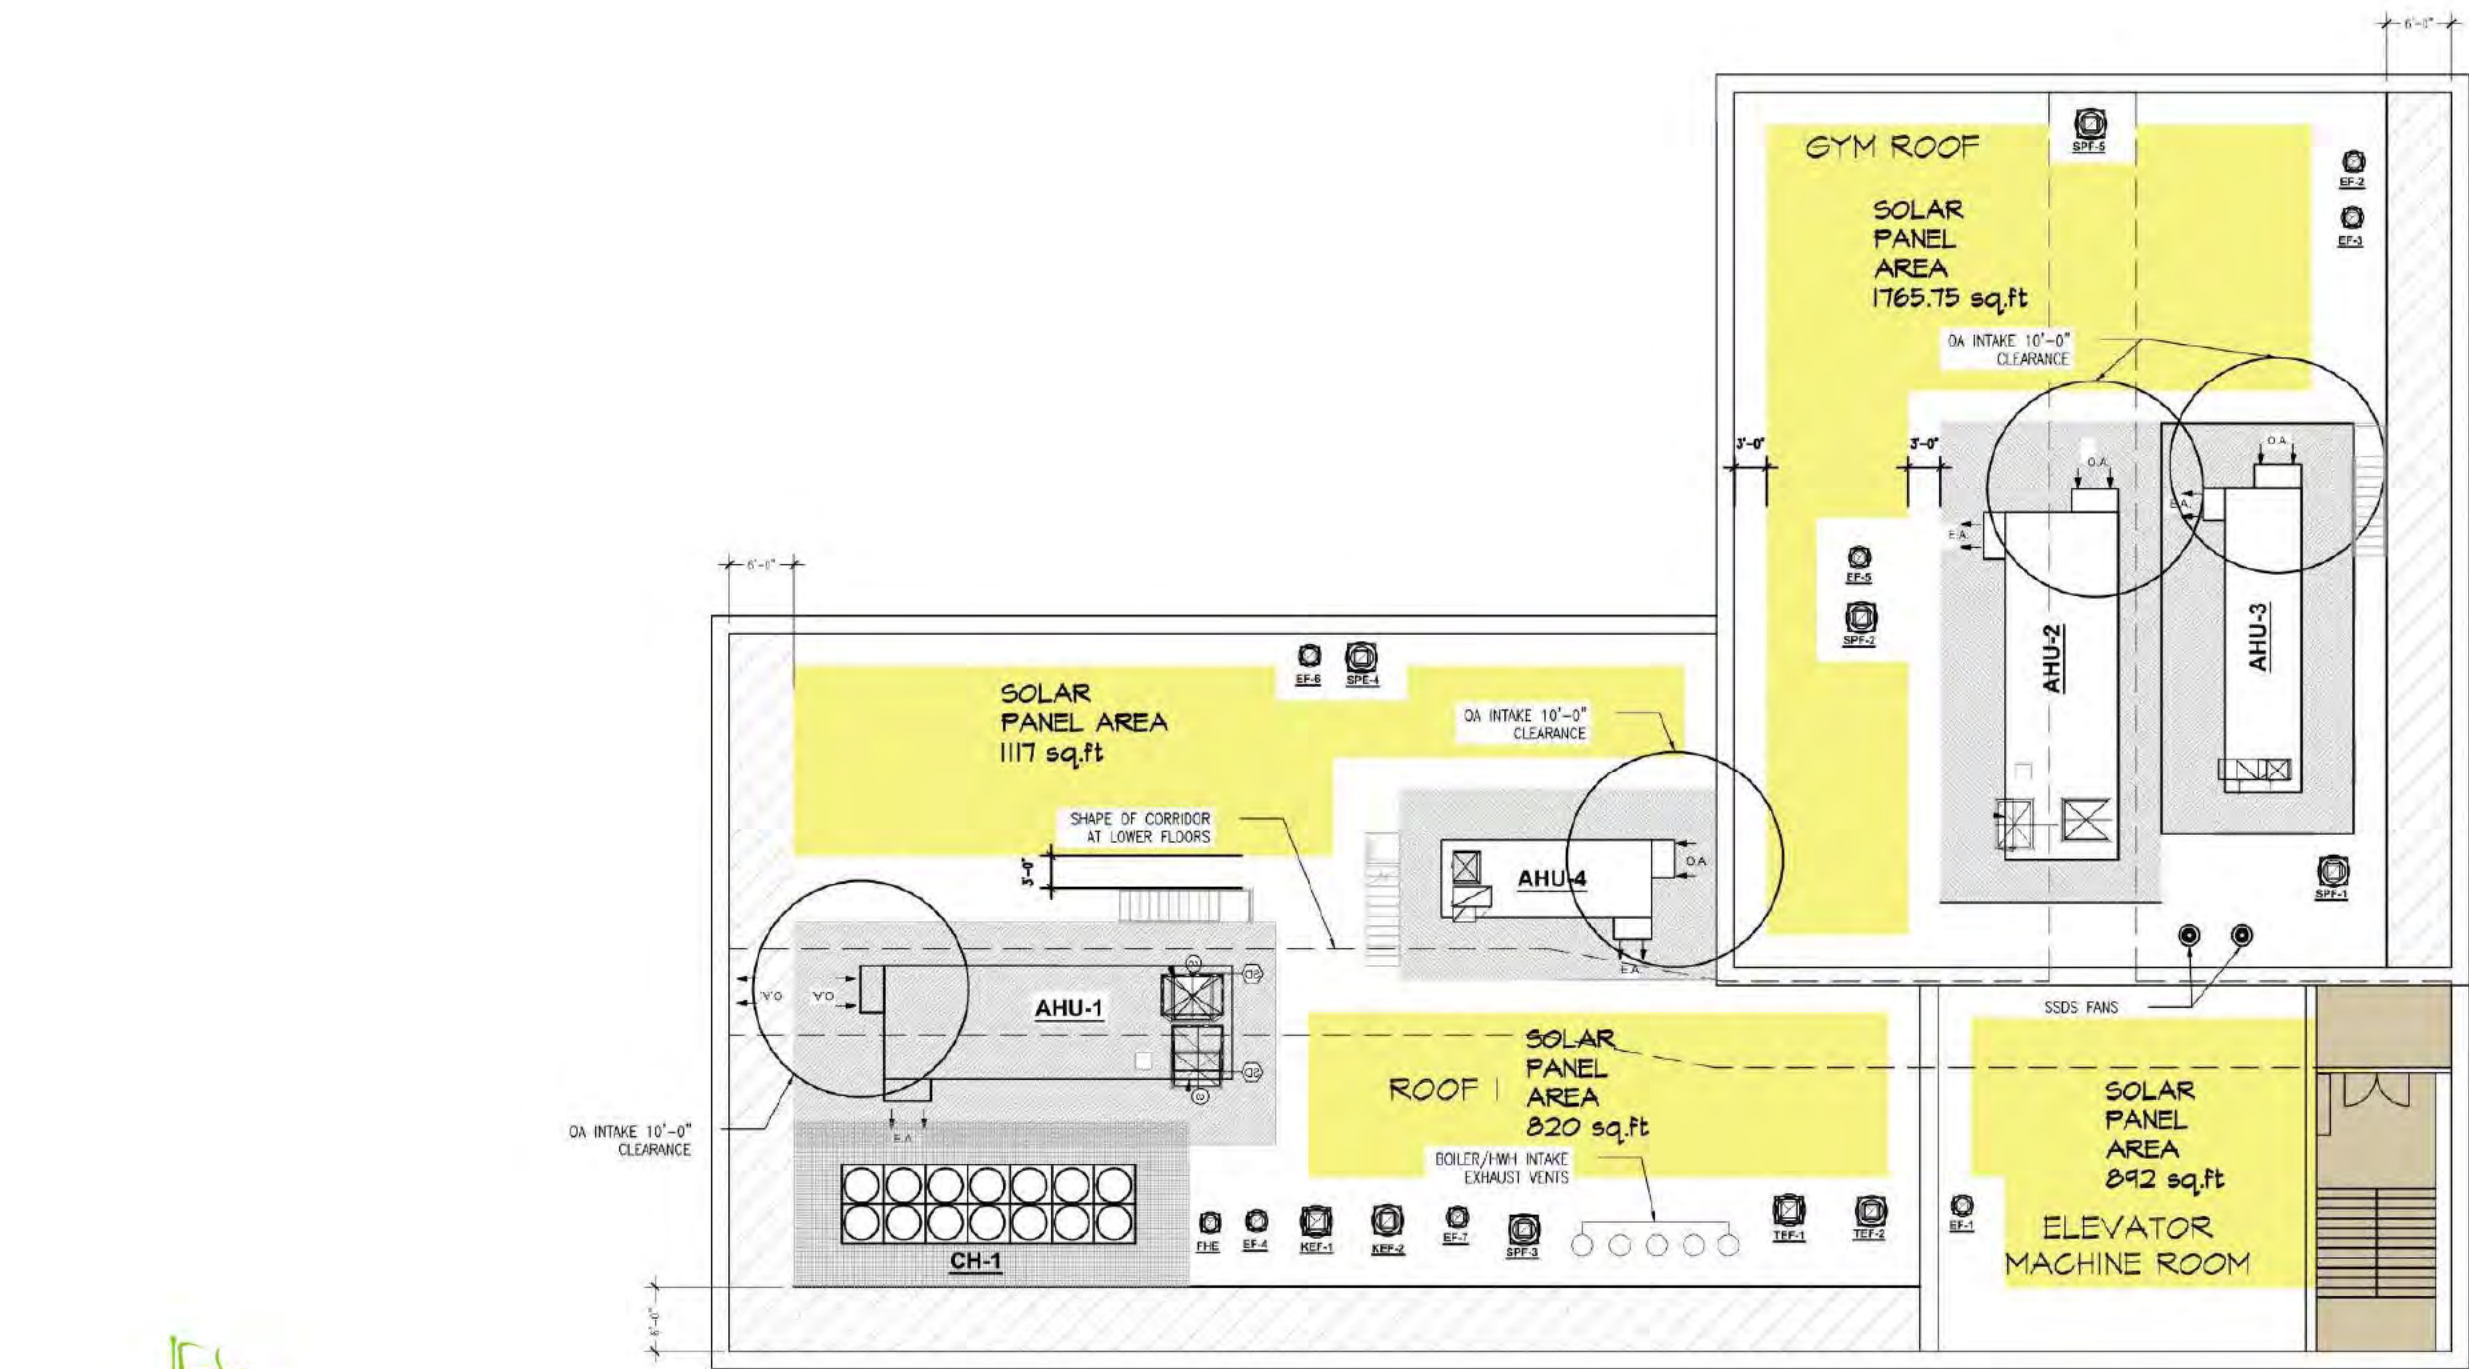 6'-0"
GYM ROOF
SPF-5
EF-2
EF-3
SOLAR
PANEL
AREA
1765.75 sq.ft
OA INTAKE 10'-0"
CLEARANCE
3'-0"
3'-0"
O.A.
O.A.
E.A.
E.A.
EF-5
SPF-2
AHU-2
AHU-3
SPF-1
SSDS FANS
6'-0"
EF-6
SPE-4
SOLAR
PANEL AREA
1117 sq.ft
OA INTAKE 10'-0"
CLEARANCE
SHAPE OF CORRIDOR
AT LOWER FLOORS
3'-0"
AHU-4
O.A.
E.A.
O.A.
O.A.
AHU-1
SD
SD
E.A.
OA INTAKE 10'-0"
CLEARANCE
CH-1
ROOF 1
SOLAR
PANEL
AREA
820 sq.ft
BOILER/HWH INTAKE
EXHAUST VENTS
FHE
EF-4
KEF-1
KEF-2
EF-7
SPF-3
TEF-1
TEF-2
EF-1
SOLAR
PANEL
AREA
892 sq.ft
ELEVATOR
MACHINE ROOM
6'-0"